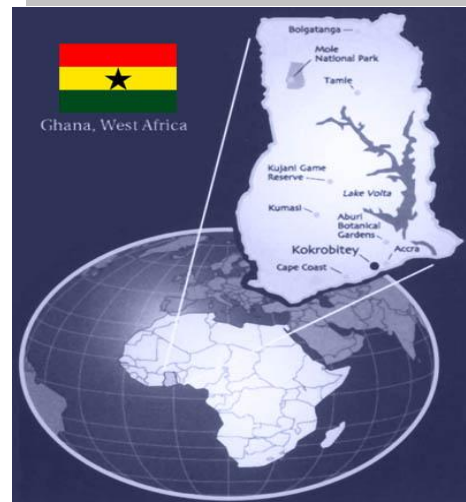 Bolgatanga
Mole
National Park
Tamle
Ghana, West Africa
Kujani Game
Reserve
Lake Volta
Kumasi
Aburi
Botanical
Gardens
Kokrobitey
Accra
Cape Coast